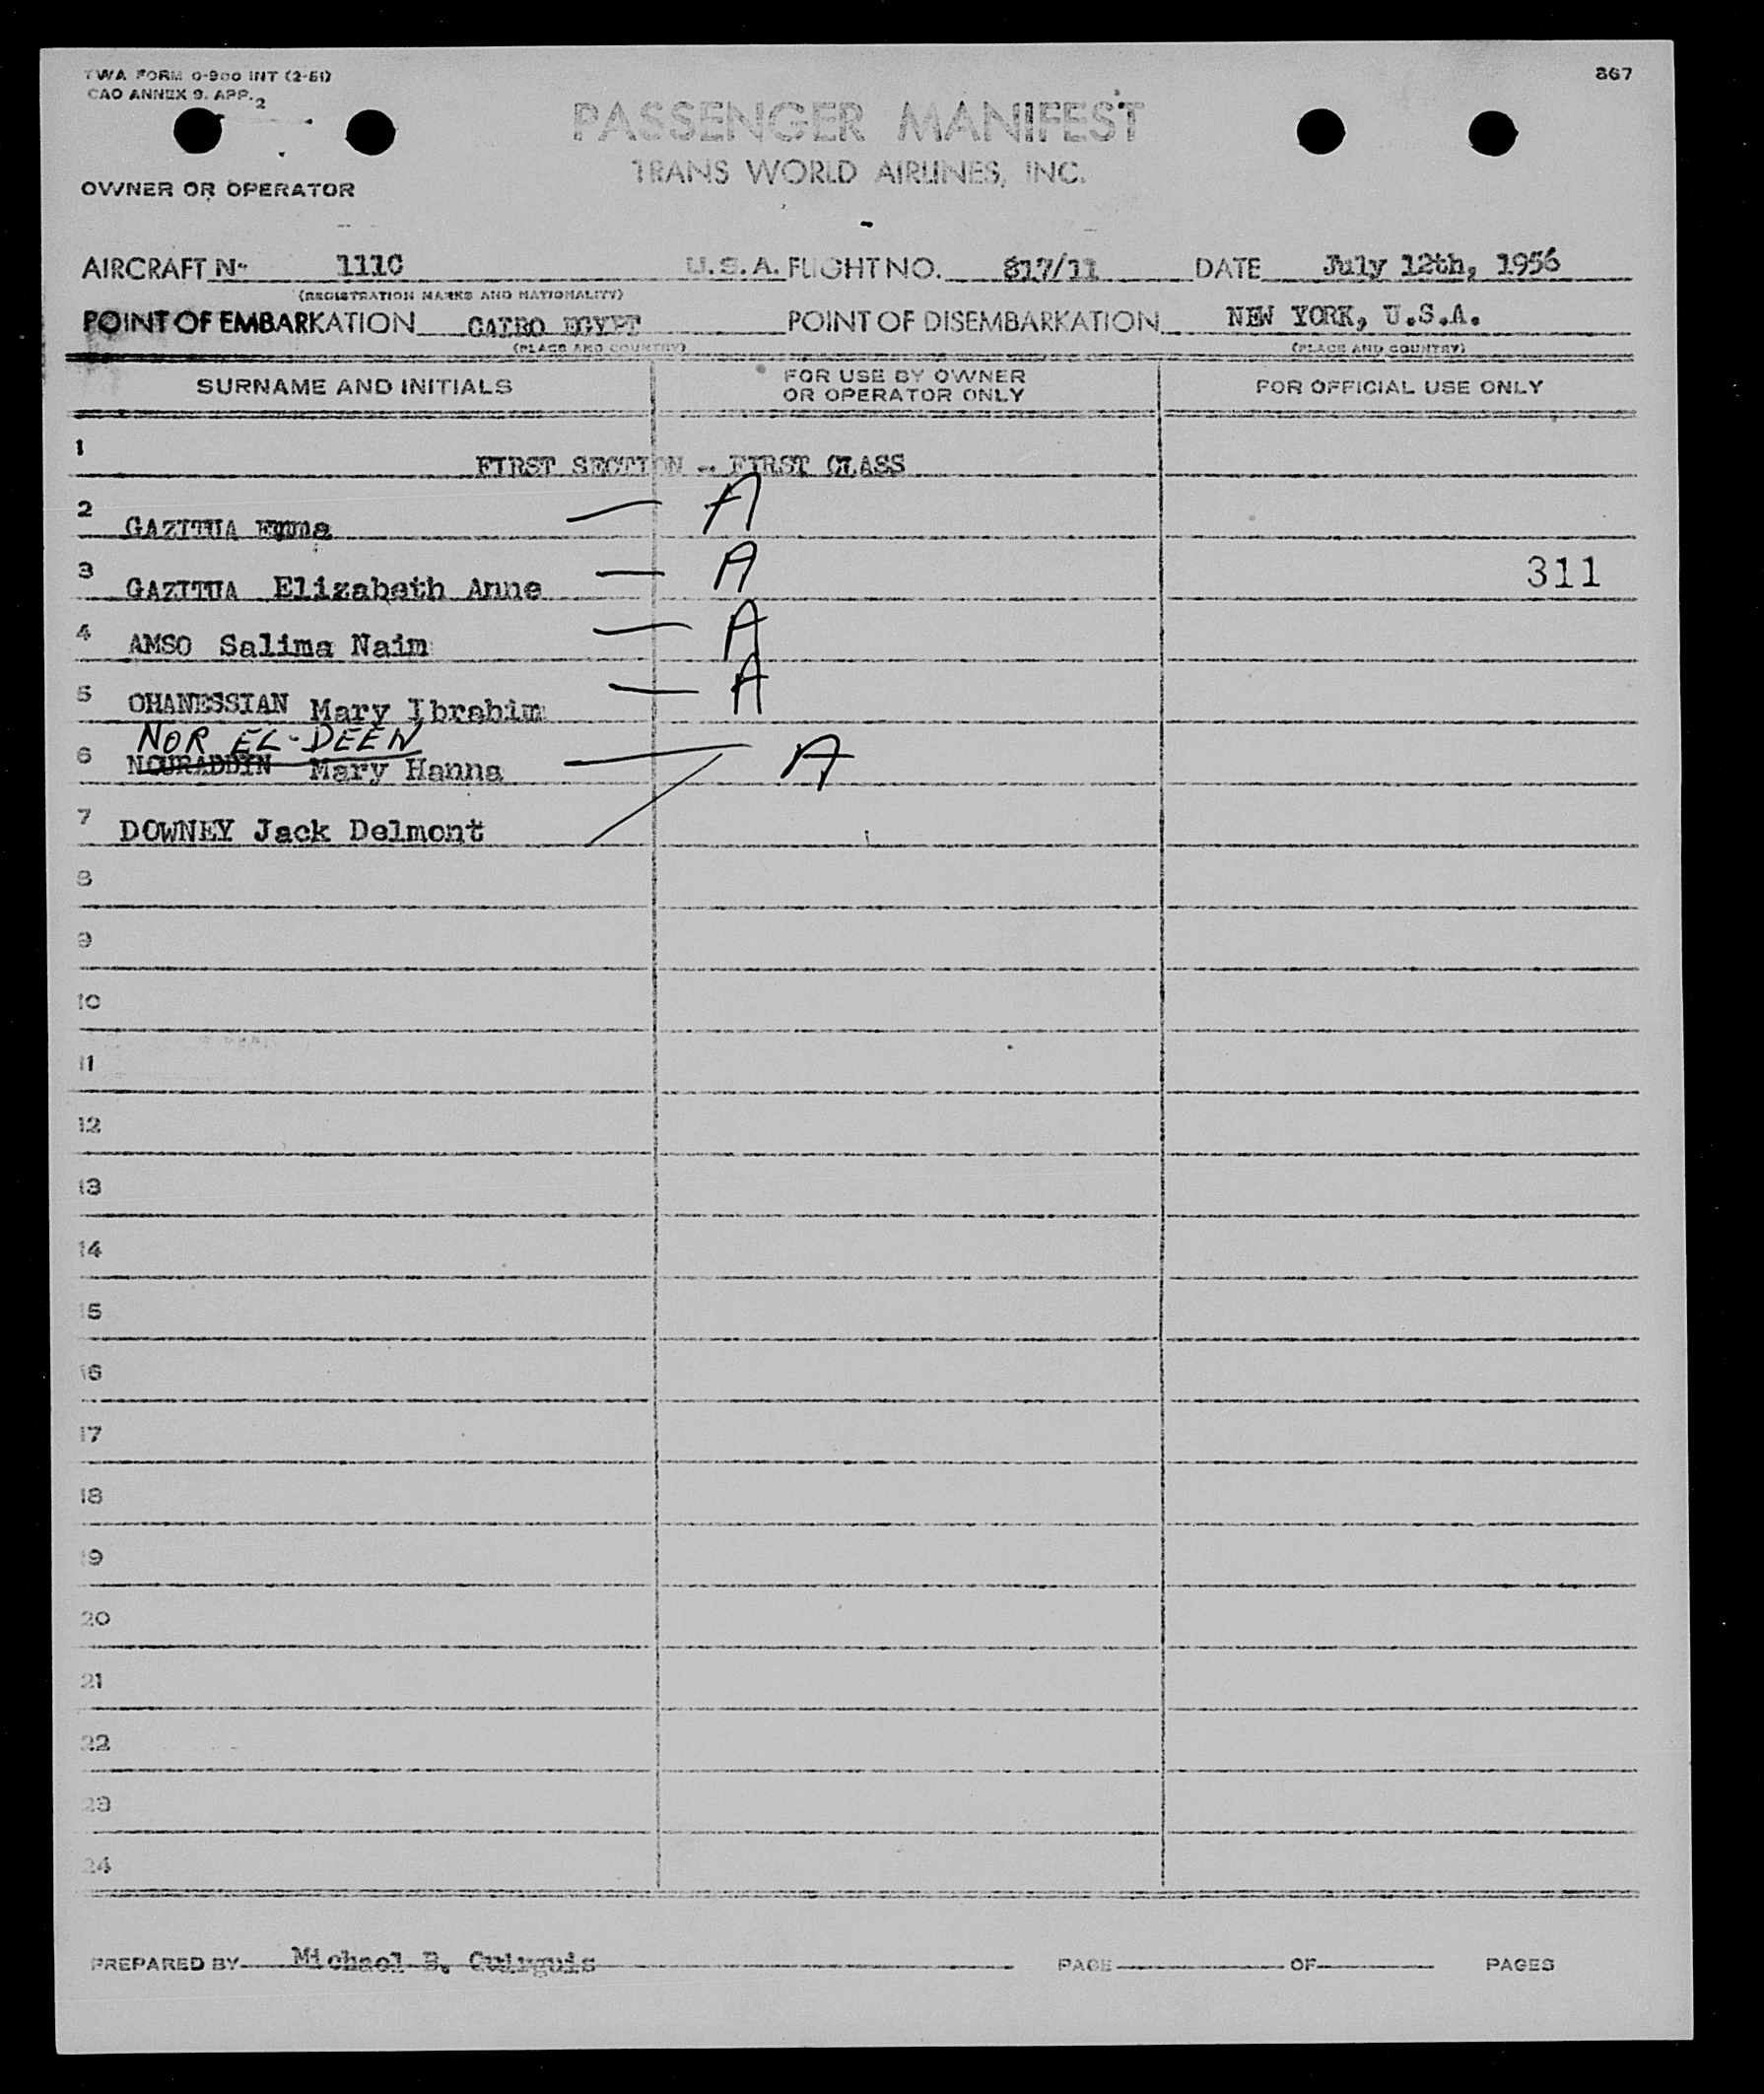 TWA FORM 0-900 INT (2-51)
CAO ANNEX 9. APP. 2
867
PASSENGER MANIFEST
TRANS WORLD AIRLINES, INC.
OWNER OR OPERATOR
AIRCRAFT N- 111C U.S.A. FLIGHT NO. 817/11 DATE July 12th, 1956
(REGISTRATION MARKS AND NATIONALITY)
POINT OF EMBARKATION CAIRO EGYPT POINT OF DISEMBARKATION NEW YORK, U.S.A.
(PLACE AND COUNTRY) (PLACE AND COUNTRY)
SURNAME AND INITIALS FOR USE BY OWNER OR OPERATOR ONLY FOR OFFICIAL USE ONLY
1 FIRST SECTION -- FIRST CLASS
2 GAZITUA Emma — A
3 GAZITUA Elizabeth Anne — A 311
4 AMSO Salima Naim — A
5 OHANESSIAN Mary Ibrahim — A
NOR EL-DEEN
6 NOURADDIN Mary Hanna — A
7 DOWNEY Jack Delmont
8
9
10
11
12
13
14
15
16
17
18
19
20
21
22
23
24
PREPARED BY Michael B. Guirguis PAGE OF PAGES